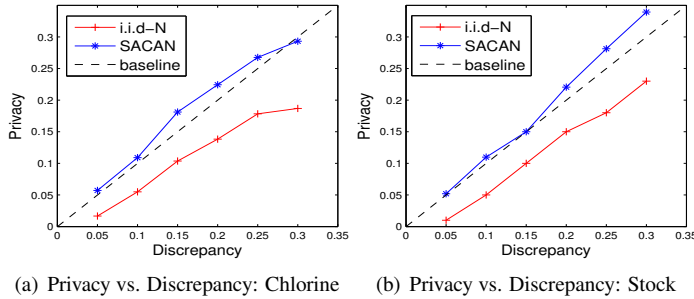 i.i.d-N
SACAN
baseline
Privacy
0.3
0.25
0.2
0.15
0.1
0.05
0
0 0.05 0.1 0.15 0.2 0.25 0.3 0.35
Discrepancy
(a) Privacy vs. Discrepancy: Chlorine
i.i.d-N
SACAN
baseline
Privacy
0.3
0.25
0.2
0.15
0.1
0.05
0
0 0.05 0.1 0.15 0.2 0.25 0.3 0.35
Discrepancy
(b) Privacy vs. Discrepancy: Stock